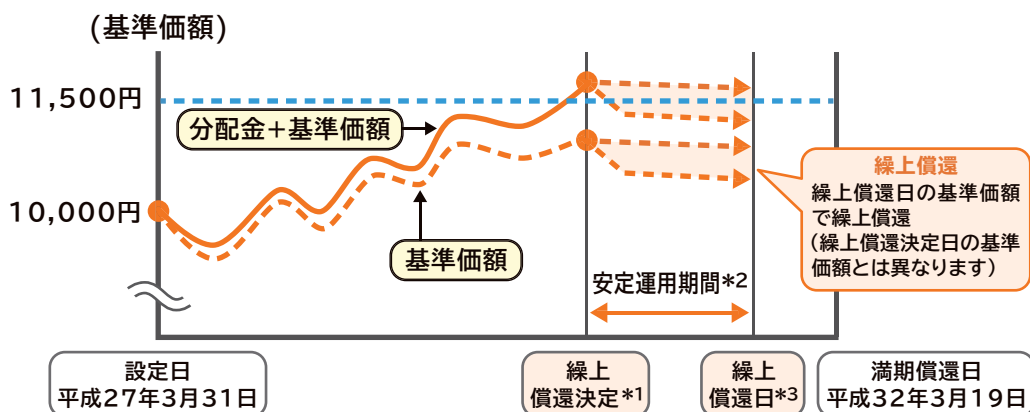 (基準価額)
11,500円
分配金+基準価額
10,000円
基準価額
繰上償還
繰上償還日の基準価額
で繰上償還
(繰上償還決定日の基準
価額とは異なります)
安定運用期間*2
設定日
平成27年3月31日
繰上
償還決定*1
繰上
償還日*3
満期償還日
平成32年3月19日